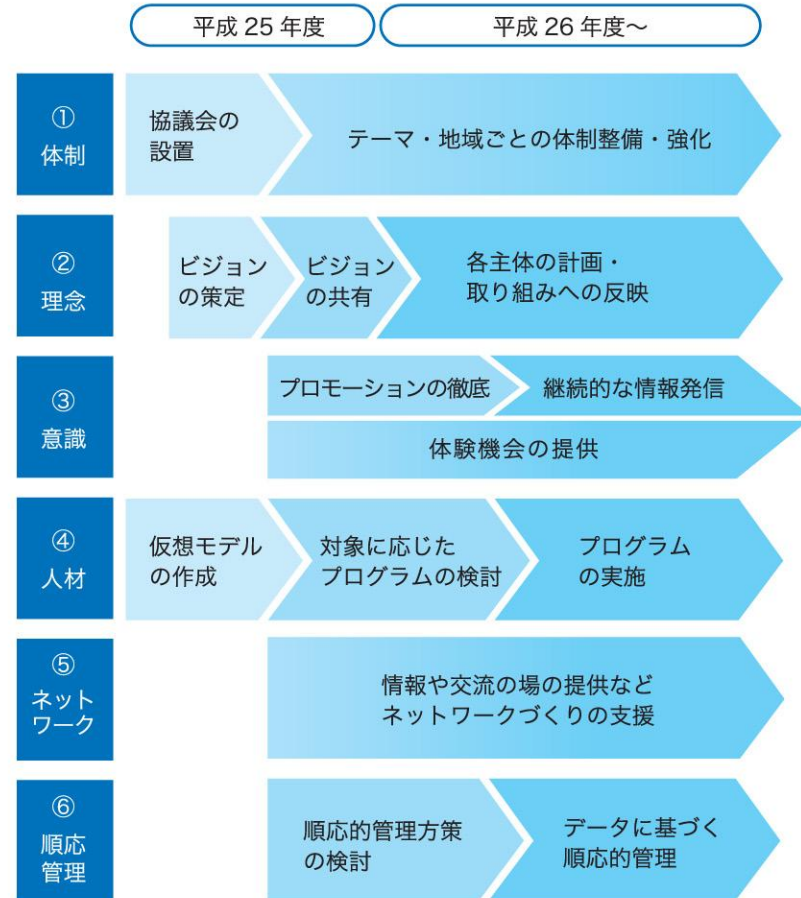 平成 25 年度
平成 26 年度～
①
体制
協議会の
設置
テーマ・地域ごとの体制整備・強化
②
理念
ビジョン
の策定
ビジョン
の共有
各主体の計画・
取り組みへの反映
③
意識
プロモーションの徹底
継続的な情報発信
体験機会の提供
④
人材
仮想モデル
の作成
対象に応じた
プログラムの検討
プログラム
の実施
⑤
ネット
ワーク
情報や交流の場の提供など
ネットワークづくりの支援
⑥
順応
管理
順応的管理方策
の検討
データに基づく
順応的管理